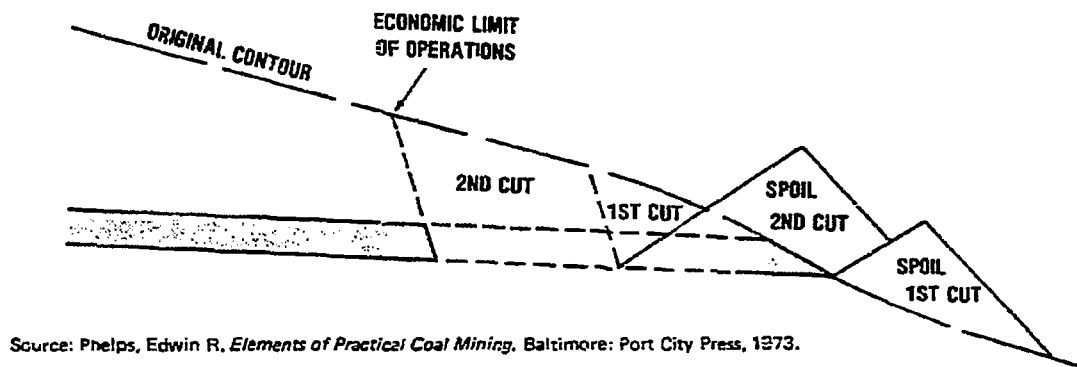 ECONOMIC LIMIT
OF OPERATIONS
ORIGINAL CONTOUR
2ND CUT
1ST CUT
SPOIL
2ND CUT
SPOIL
1ST CUT
Source: Phelps, Edwin R. Elements of Practical Coal Mining. Baltimore: Port City Press, 1973.